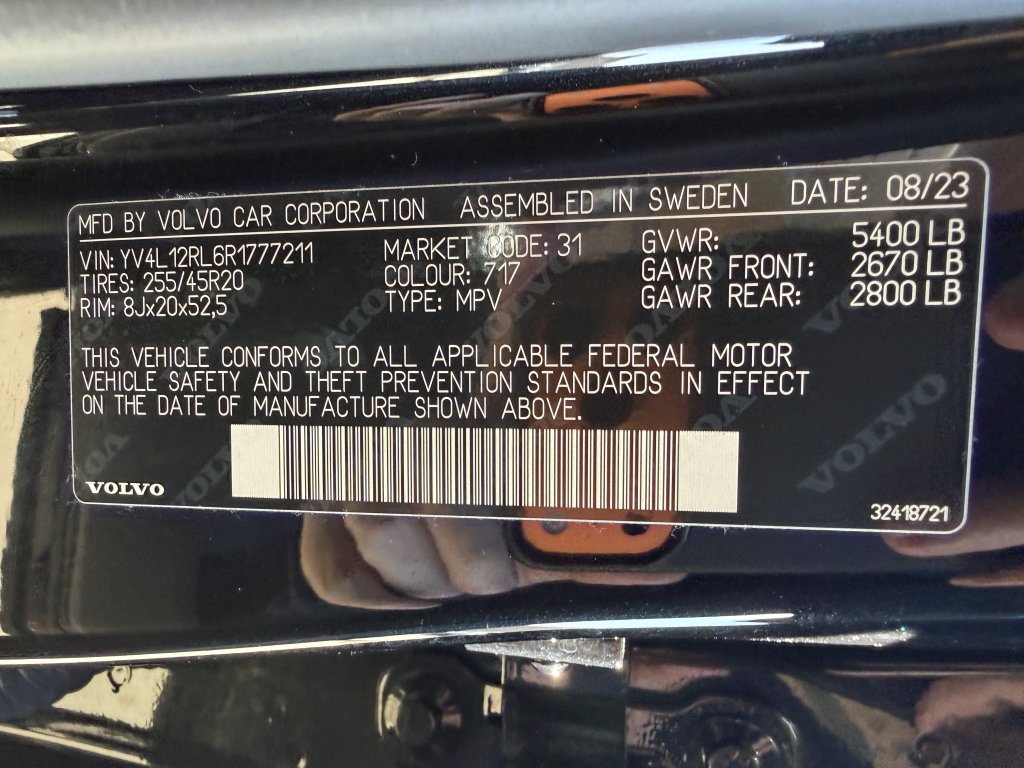 MFD BY VOLVO CAR CORPORATION ASSEMBLED IN SWEDEN DATE: 08/23
VIN: YV4L12RL6R1777211 MARKET CODE: 31 GVWR: 5400 LB
TIRES: 255/45R20 COLOUR: 717 GAWR FRONT: 2670 LB
RIM: 8Jx20x52,5 TYPE: MPV GAWR REAR: 2800 LB
THIS VEHICLE CONFORMS TO ALL APPLICABLE FEDERAL MOTOR
VEHICLE SAFETY AND THEFT PREVENTION STANDARDS IN EFFECT
ON THE DATE OF MANUFACTURE SHOWN ABOVE.
VOLVO
32418721